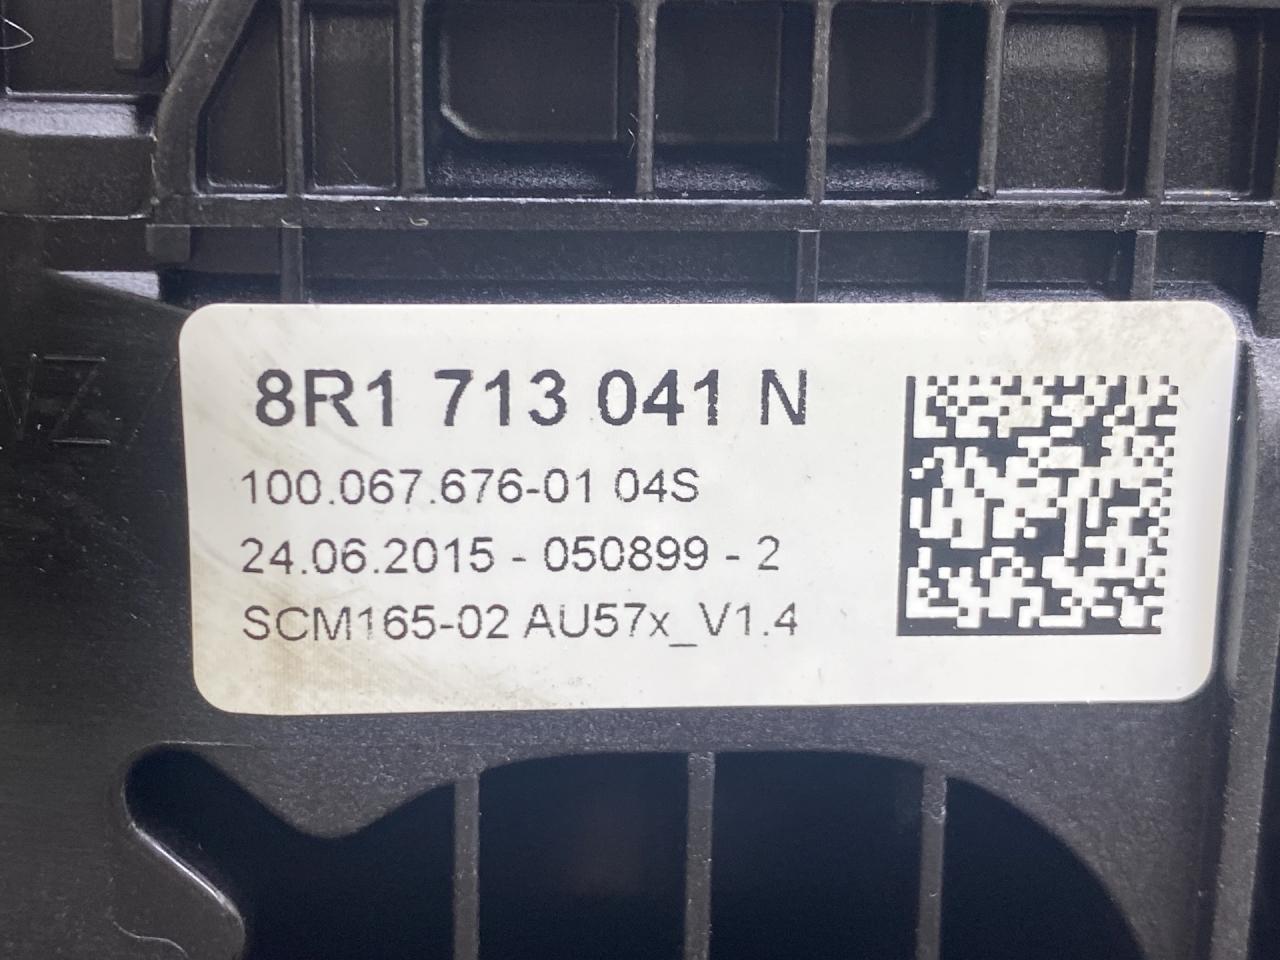 8R1 713 041 N
100.067.676-01 04S
24.06.2015 - 050899 - 2
SCM165-02 AU57x_V1.4